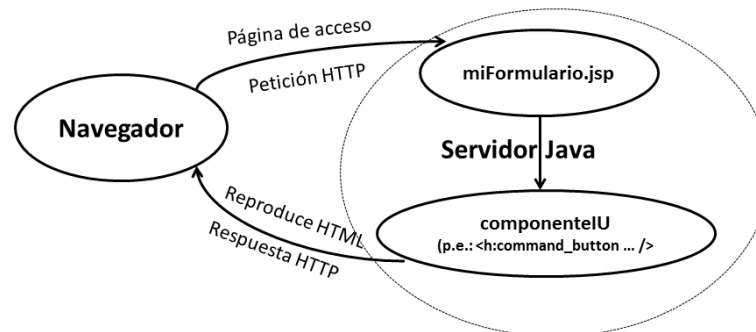 Página de acceso
Petición HTTP
miFormulario.jsp
Navegador
Servidor Java
Reproduce HTML
Respuesta HTTP
componenteIU
(p.e.: <h:command_button ... />